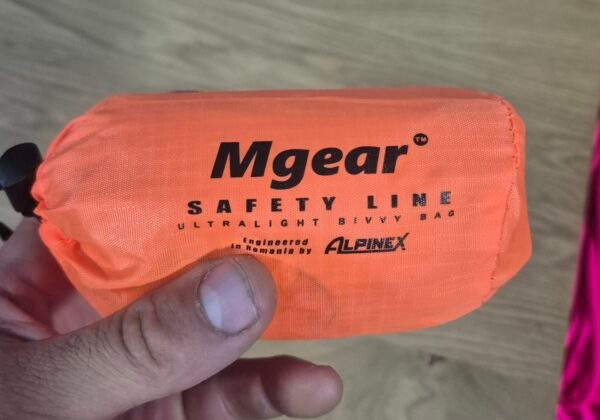 Mgear™
SAFETY LINE
ULTRALIGHT BIVVY BAG
Engineered
in Romania by ALPINEX